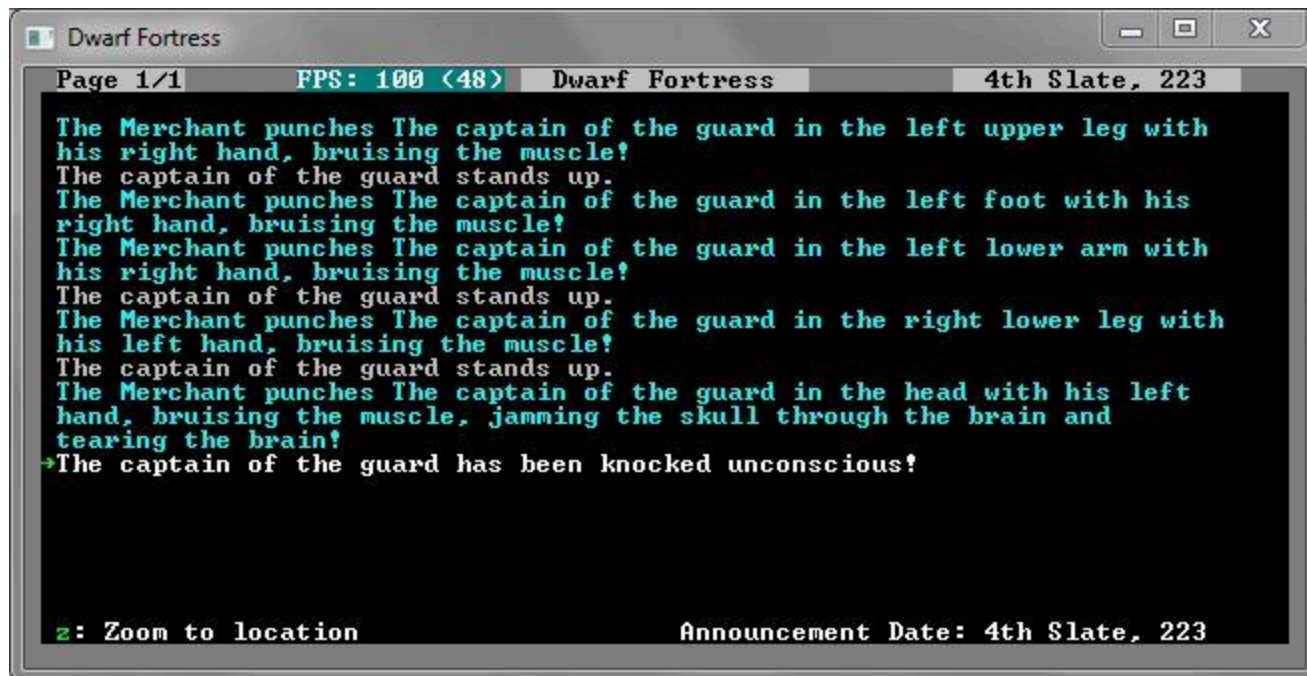 Dwarf Fortress
Page 1/1 FPS: 100 (48) Dwarf Fortress 4th Slate, 223
The Merchant punches The captain of the guard in the left upper leg with
his right hand, bruising the muscle!
The captain of the guard stands up.
The Merchant punches The captain of the guard in the left foot with his
right hand, bruising the muscle!
The Merchant punches The captain of the guard in the left lower arm with
his right hand, bruising the muscle!
The captain of the guard stands up.
The Merchant punches The captain of the guard in the right lower leg with
his left hand, bruising the muscle!
The captain of the guard stands up.
The Merchant punches The captain of the guard in the head with his left
hand, bruising the muscle, jamming the skull through the brain and
tearing the brain!
→The captain of the guard has been knocked unconscious!
z: Zoom to location Announcement Date: 4th Slate, 223